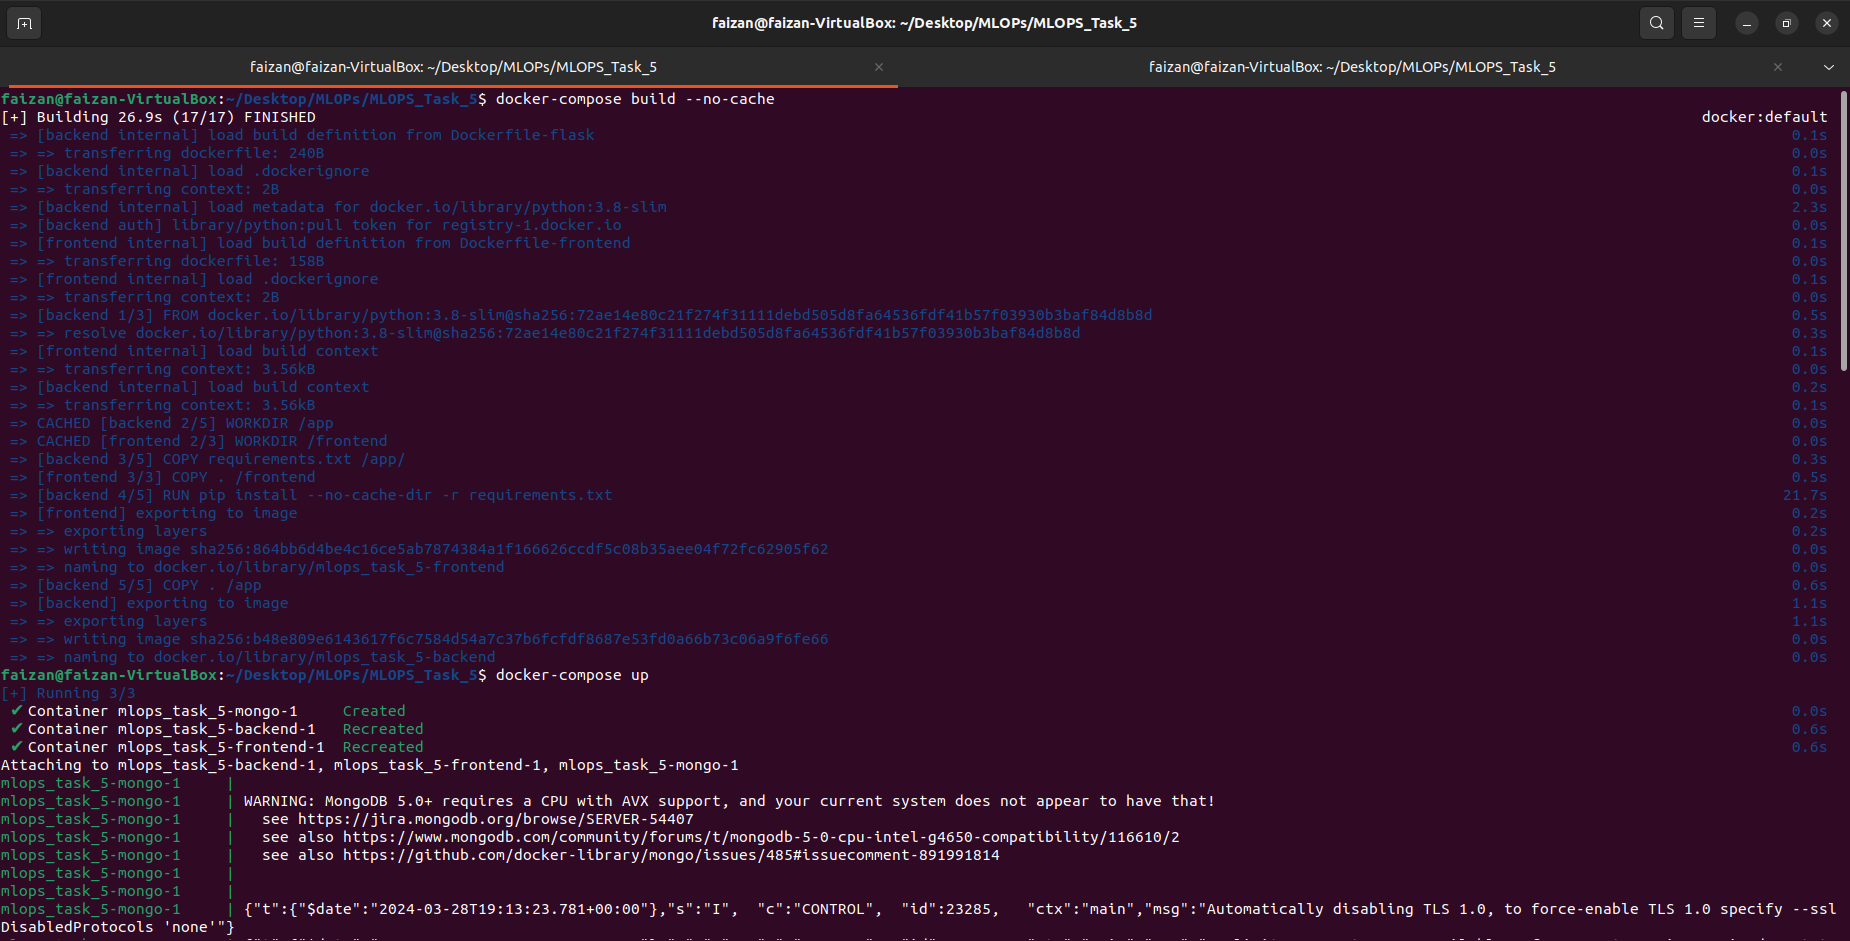 faizan@faizan-VirtualBox: ~/Desktop/MLOPs/MLOPS_Task_5
faizan@faizan-VirtualBox: ~/Desktop/MLOPs/MLOPS_Task_5 × faizan@faizan-VirtualBox: ~/Desktop/MLOPs/MLOPS_Task_5 ×
faizan@faizan-VirtualBox:~/Desktop/MLOPs/MLOPS_Task_5$ docker-compose build --no-cache
[+] Building 26.9s (17/17) FINISHED docker:default
=> [backend internal] load build definition from Dockerfile-flask 0.1s
=> => transferring dockerfile: 240B 0.0s
=> [backend internal] load .dockerignore 0.1s
=> => transferring context: 2B 0.0s
=> [backend internal] load metadata for docker.io/library/python:3.8-slim 2.3s
=> [backend auth] library/python:pull token for registry-1.docker.io 0.0s
=> [frontend internal] load build definition from Dockerfile-frontend 0.1s
=> => transferring dockerfile: 158B 0.0s
=> [frontend internal] load .dockerignore 0.1s
=> => transferring context: 2B 0.0s
=> [backend 1/3] FROM docker.io/library/python:3.8-slim@sha256:72ae14e80c21f274f31111debd505d8fa64536fdf41b57f03930b3baf84d8b8d 0.5s
=> => resolve docker.io/library/python:3.8-slim@sha256:72ae14e80c21f274f31111debd505d8fa64536fdf41b57f03930b3baf84d8b8d 0.3s
=> [frontend internal] load build context 0.1s
=> => transferring context: 3.56kB 0.0s
=> [backend internal] load build context 0.2s
=> => transferring context: 3.56kB 0.1s
=> CACHED [backend 2/5] WORKDIR /app 0.0s
=> CACHED [frontend 2/3] WORKDIR /frontend 0.0s
=> [backend 3/5] COPY requirements.txt /app/ 0.3s
=> [frontend 3/3] COPY . /frontend 0.5s
=> [backend 4/5] RUN pip install --no-cache-dir -r requirements.txt 21.7s
=> [frontend] exporting to image 0.2s
=> => exporting layers 0.2s
=> => writing image sha256:864bb6d4be4c16ce5ab7874384a1f166626ccdf5c08b35aee04f72fc62905f62 0.0s
=> => naming to docker.io/library/mlops_task_5-frontend 0.0s
=> [backend 5/5] COPY . /app 0.6s
=> [backend] exporting to image 1.1s
=> => exporting layers 1.1s
=> => writing image sha256:b48e809e6143617f6c7584d54a7c37b6fcfdf8687e53fd0a66b73c06a9f6fe66 0.0s
=> => naming to docker.io/library/mlops_task_5-backend 0.0s
faizan@faizan-VirtualBox:~/Desktop/MLOPs/MLOPS_Task_5$ docker-compose up
[+] Running 3/3
✔ Container mlops_task_5-mongo-1 Created 0.0s
✔ Container mlops_task_5-backend-1 Recreated 0.6s
✔ Container mlops_task_5-frontend-1 Recreated 0.6s
Attaching to mlops_task_5-backend-1, mlops_task_5-frontend-1, mlops_task_5-mongo-1
mlops_task_5-mongo-1 |
mlops_task_5-mongo-1 | WARNING: MongoDB 5.0+ requires a CPU with AVX support, and your current system does not appear to have that!
mlops_task_5-mongo-1 | see https://jira.mongodb.org/browse/SERVER-54407
mlops_task_5-mongo-1 | see also https://www.mongodb.com/community/forums/t/mongodb-5-0-cpu-intel-g4650-compatibility/116610/2
mlops_task_5-mongo-1 | see also https://github.com/docker-library/mongo/issues/485#issuecomment-891991814
mlops_task_5-mongo-1 |
mlops_task_5-mongo-1 |
mlops_task_5-mongo-1 | {"t":{"$date":"2024-03-28T19:13:23.781+00:00"},"s":"I", "c":"CONTROL", "id":23285, "ctx":"main","msg":"Automatically disabling TLS 1.0, to force-enable TLS 1.0 specify --ssl
DisabledProtocols 'none'"}